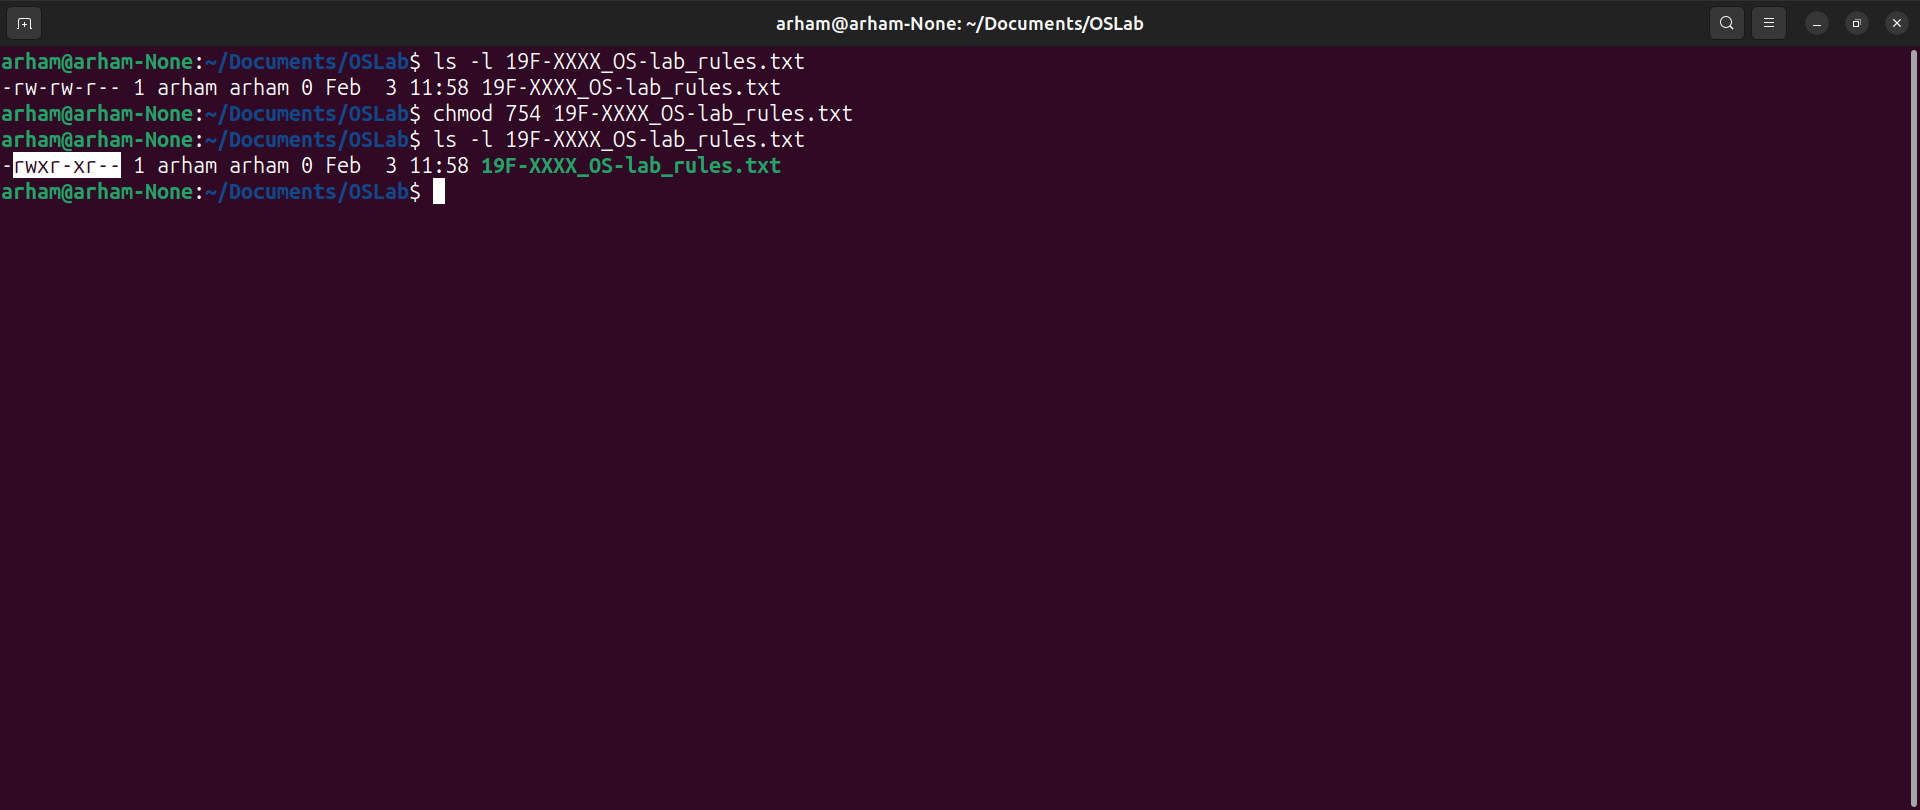 arham@arham-None: ~/Documents/OSLab
arham@arham-None:~/Documents/OSLab$ ls -l 19F-XXXX_OS-lab_rules.txt
-rw-rw-r-- 1 arham arham 0 Feb  3 11:58 19F-XXXX_OS-lab_rules.txt
arham@arham-None:~/Documents/OSLab$ chmod 754 19F-XXXX_OS-lab_rules.txt
arham@arham-None:~/Documents/OSLab$ ls -l 19F-XXXX_OS-lab_rules.txt
-rwxr-xr-- 1 arham arham 0 Feb  3 11:58 19F-XXXX_OS-lab_rules.txt
arham@arham-None:~/Documents/OSLab$